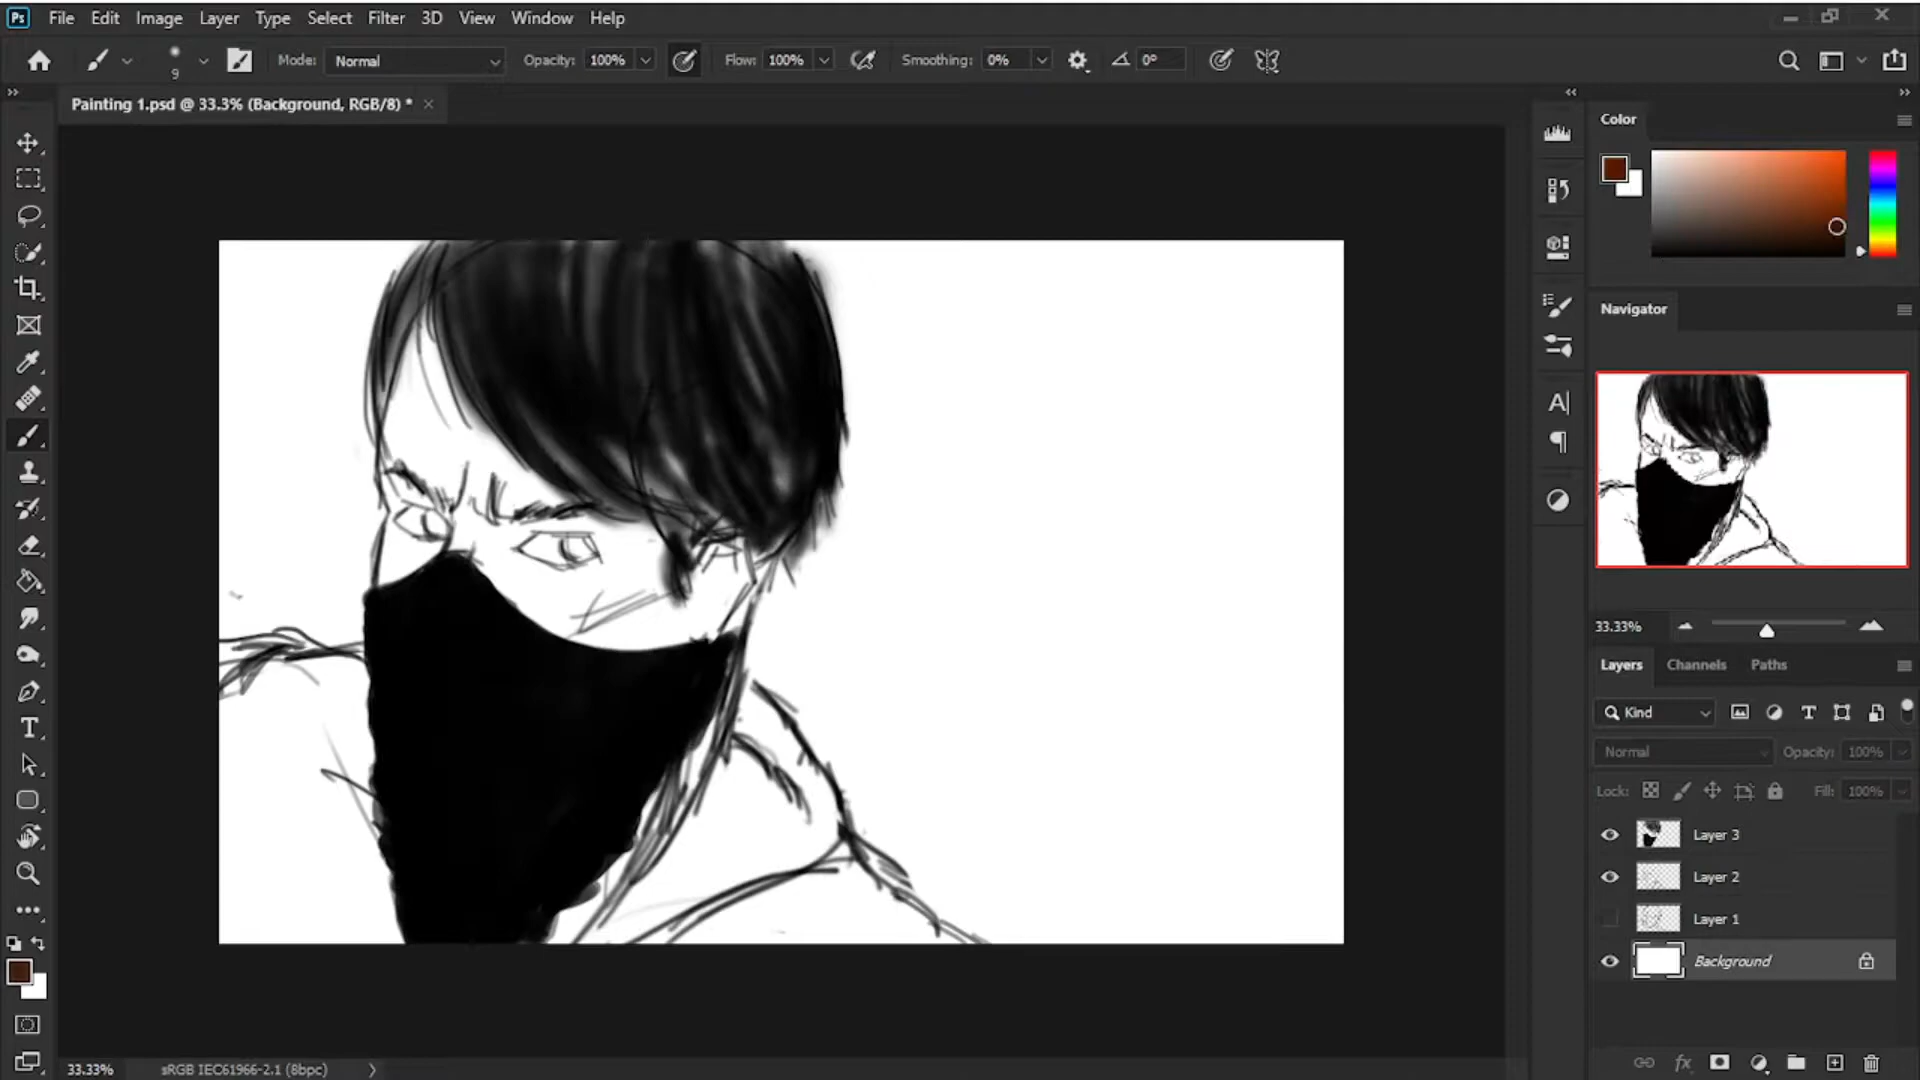 Ps File Edit Image Layer Type Select Filter 3D View Window Help
9 Mode: Normal Opacity: 100% Flow: 100% Smoothing: 0% 0°
Painting 1.psd @ 33.3% (Background, RGB/8) *
Color
Navigator
33.33%
Layers Channels Paths
Kind
Normal Opacity: 100%
Lock: Fill: 100%
Layer 3
Layer 2
Layer 1
Background
fx
33.33% sRGB IEC61966-2.1 (8bpc)